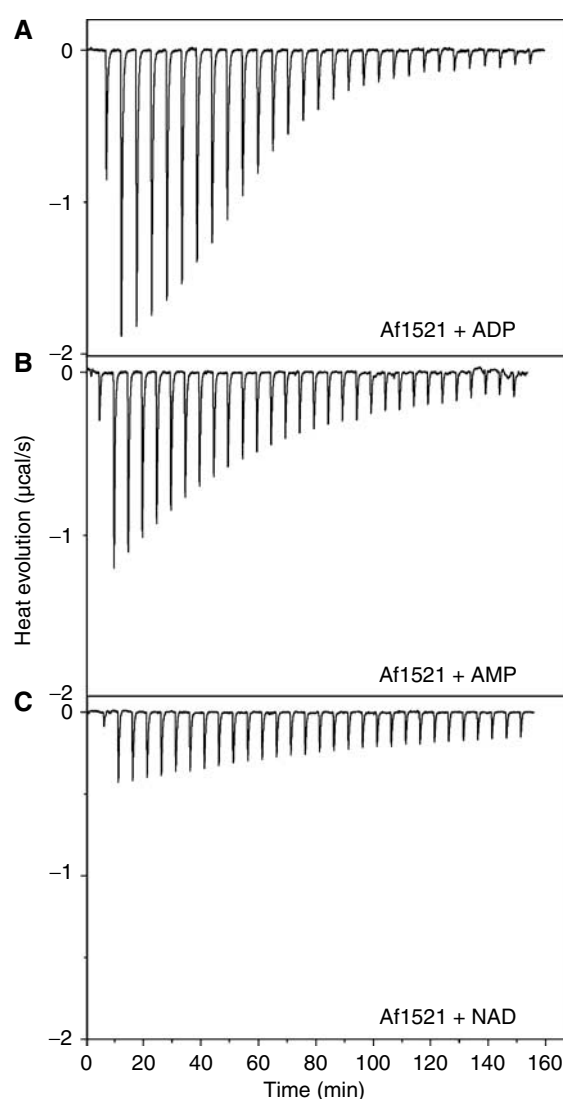 A
0
−1
−2
Af1521 + ADP
B
0
−1
−2
Af1521 + AMP
C
0
−1
−2
Af1521 + NAD
Heat evolution (µcal/s)
0 20 40 60 80 100 120 140 160
Time (min)